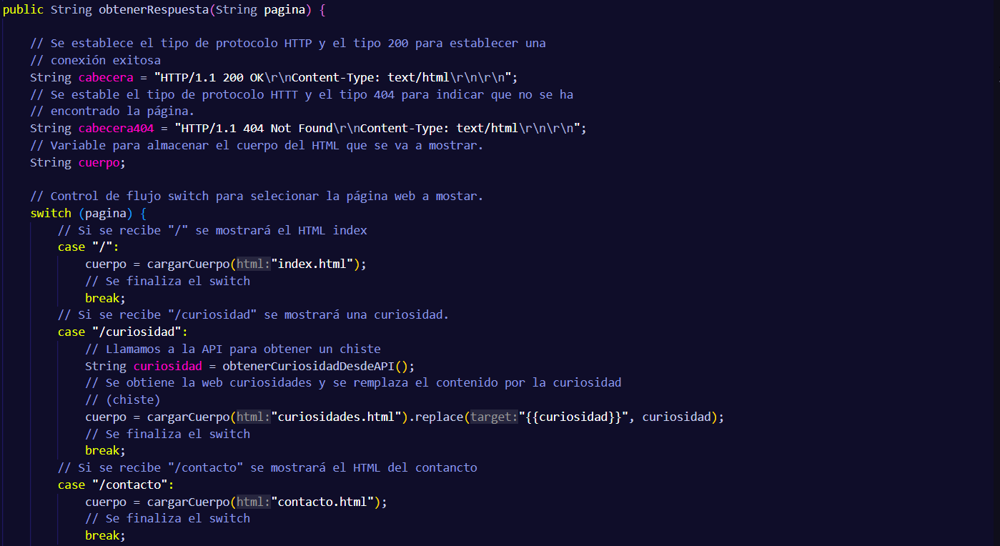 public String obtenerRespuesta(String pagina) {
// Se establece el tipo de protocolo HTTP y el tipo 200 para establecer una
// conexión exitosa
String cabecera = "HTTP/1.1 200 OK\r\nContent-Type: text/html\r\n\r\n";
// Se estable el tipo de protocolo HTTT y el tipo 404 para indicar que no se ha
// encontrado la página.
String cabecera404 = "HTTP/1.1 404 Not Found\r\nContent-Type: text/html\r\n\r\n";
// Variable para almacenar el cuerpo del HTML que se va a mostrar.
String cuerpo;
// Control de flujo switch para selecionar la página web a mostar.
switch (pagina) {
// Si se recibe "/" se mostrará el HTML index
case "/":
cuerpo = cargarCuerpo(html:"index.html");
// Se finaliza el switch
break;
// Si se recibe "/curiosidad" se mostrará una curiosidad.
case "/curiosidad":
// Llamamos a la API para obtener un chiste
String curiosidad = obtenerCuriosidadDesdeAPI();
// Se obtiene la web curiosidades y se remplaza el contenido por la curiosidad
// (chiste)
cuerpo = cargarCuerpo(html:"curiosidades.html").replace(target:"{{curiosidad}}", curiosidad);
// Se finaliza el switch
break;
// Si se recibe "/contacto" se mostrará el HTML del contancto
case "/contacto":
cuerpo = cargarCuerpo(html:"contacto.html");
// Se finaliza el switch
break;